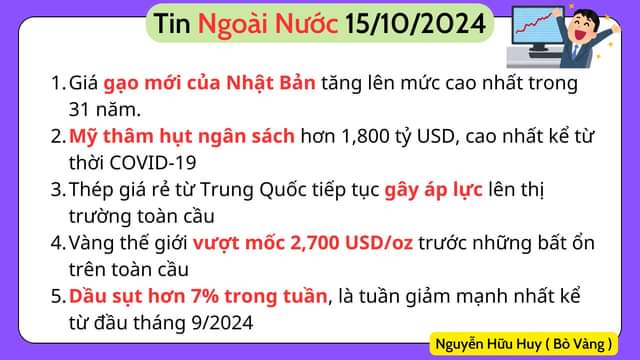 Tin Ngoài Nước 15/10/2024
1. Giá gạo mới của Nhật Bản tăng lên mức cao nhất trong
31 năm.
2. Mỹ thâm hụt ngân sách hơn 1,800 tỷ USD, cao nhất kể từ
thời COVID-19
3. Thép giá rẻ từ Trung Quốc tiếp tục gây áp lực lên thị
trường toàn cầu
4. Vàng thế giới vượt mốc 2,700 USD/oz trước những bất ổn
trên toàn cầu
5. Dầu sụt hơn 7% trong tuần, là tuần giảm mạnh nhất kể
từ đầu tháng 9/2024
Nguyễn Hữu Huy ( Bò Vàng )